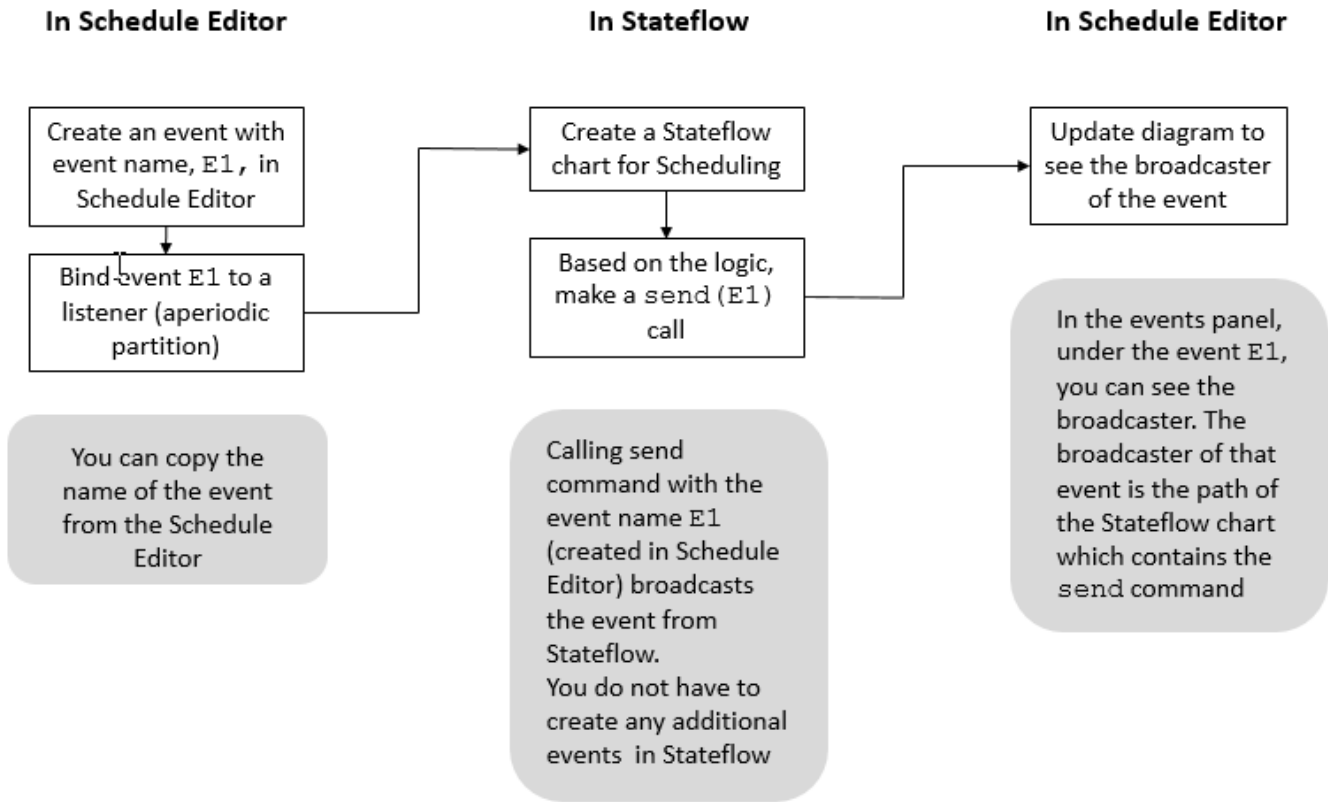 In Schedule Editor
In Stateflow
In Schedule Editor
Create an event with
event name, E1, in
Schedule Editor
Bind event E1 to a
listener (aperiodic
partition)
You can copy the
name of the event
from the Schedule
Editor
Create a Stateflow
chart for Scheduling
Based on the logic,
make a send(E1)
call
Calling send
command with the
event name E1
(created in Schedule
Editor) broadcasts
the event from
Stateflow.
You do not have to
create any additional
events in Stateflow
Update diagram to
see the broadcaster
of the event
In the events panel,
under the event E1,
you can see the
broadcaster. The
broadcaster of that
event is the path of
the Stateflow chart
which contains the
send command